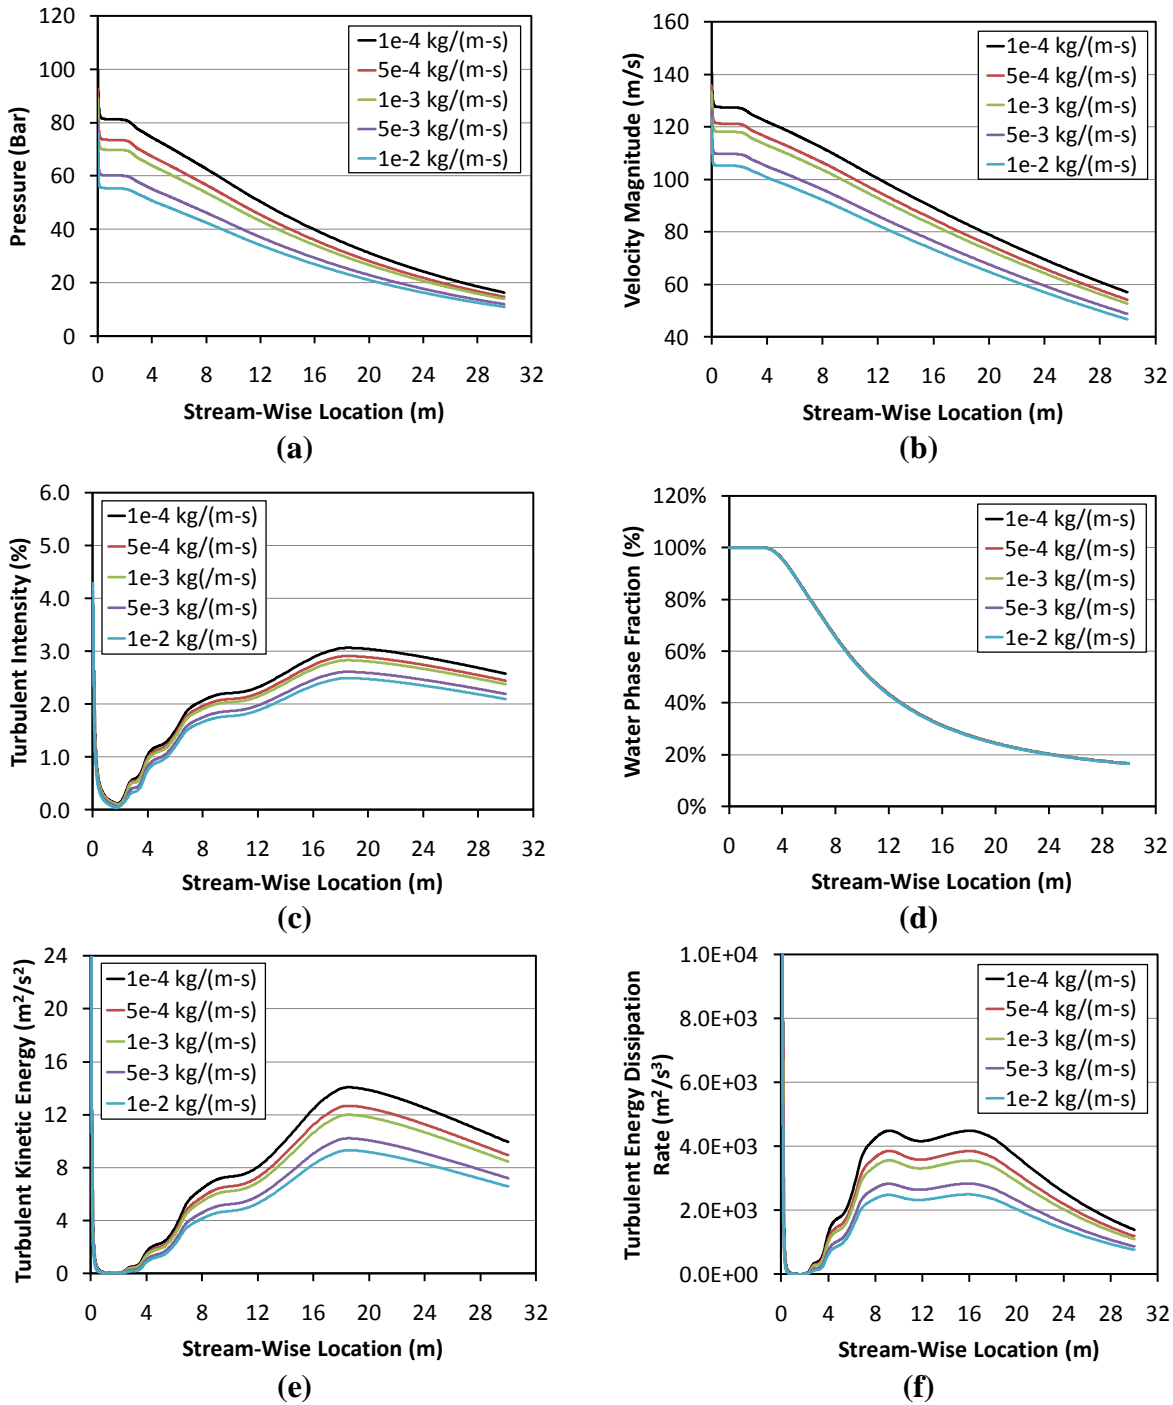 120
100
80
60
40
20
0
Pressure (Bar)
1e-4 kg/(m-s)
5e-4 kg/(m-s)
1e-3 kg/(m-s)
5e-3 kg/(m-s)
1e-2 kg/(m-s)
0 4 8 12 16 20 24 28 32
Stream-Wise Location (m)
(a)
160
140
120
100
80
60
40
Velocity Magnitude (m/s)
1e-4 kg/(m-s)
5e-4 kg/(m-s)
1e-3 kg/(m-s)
5e-3 kg/(m-s)
1e-2 kg/(m-s)
0 4 8 12 16 20 24 28 32
Stream-Wise Location (m)
(b)
6.0
5.0
4.0
3.0
2.0
1.0
0.0
Turbulent Intensity (%)
1e-4 kg/(m-s)
5e-4 kg/(m-s)
1e-3 kg(/m-s)
5e-3 kg/(m-s)
1e-2 kg/(m-s)
0 4 8 12 16 20 24 28 32
Stream-Wise Location (m)
(c)
120%
100%
80%
60%
40%
20%
0%
Water Phase Fraction (%)
1e-4 kg/(m-s)
5e-4 kg/(m-s)
1e-3 kg/(m-s)
5e-3 kg/(m-s)
1e-2 kg/(m-s)
0 4 8 12 16 20 24 28 32
Stream-Wise Location (m)
(d)
24
20
16
12
8
4
0
Turbulent Kinetic Energy (m²/s²)
1e-4 kg/(m-s)
5e-4 kg/(m-s)
1e-3 kg/(m-s)
5e-3 kg/(m-s)
1e-2 kg/(m-s)
0 4 8 12 16 20 24 28 32
Stream-Wise Location (m)
(e)
1.0E+04
8.0E+03
6.0E+03
4.0E+03
2.0E+03
0.0E+00
Turbulent Energy Dissipation
Rate (m²/s³)
1e-4 kg/(m-s)
5e-4 kg/(m-s)
1e-3 kg/(m-s)
5e-3 kg/(m-s)
1e-2 kg/(m-s)
0 4 8 12 16 20 24 28 32
Stream-Wise Location (m)
(f)